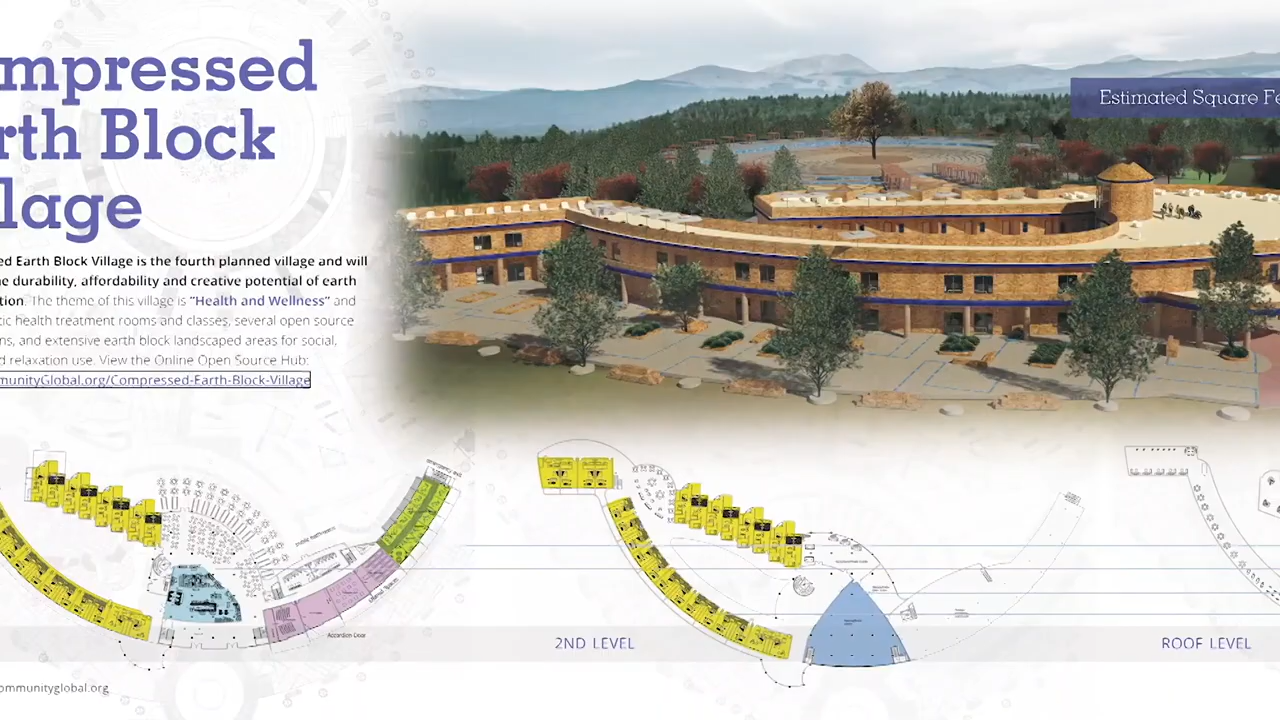 mpressed
rth Block
lage
Estimated Square Fe
ed Earth Block Village is the fourth planned village and will
e durability, affordability and creative potential of earth
tion. The theme of this village is "Health and Wellness" and
tic health treatment rooms and classes, several open source
ns, and extensive earth block landscaped areas for social,
d relaxation use. View the Online Open Source Hub:
munityGlobal.org/Compressed-Earth-Block-Village
Accordion Door
2ND LEVEL
ROOF LEVEL
ommunityglobal.org